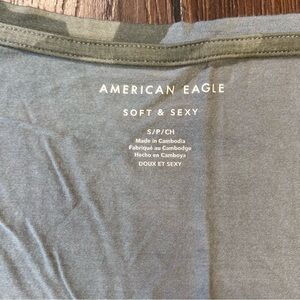 AMERICAN EAGLE
SOFT & SEXY
S/P/CH
Made in Cambodia
Fabriqué au Cambodge
Hecho en Camboya
DOUX ET SEXY